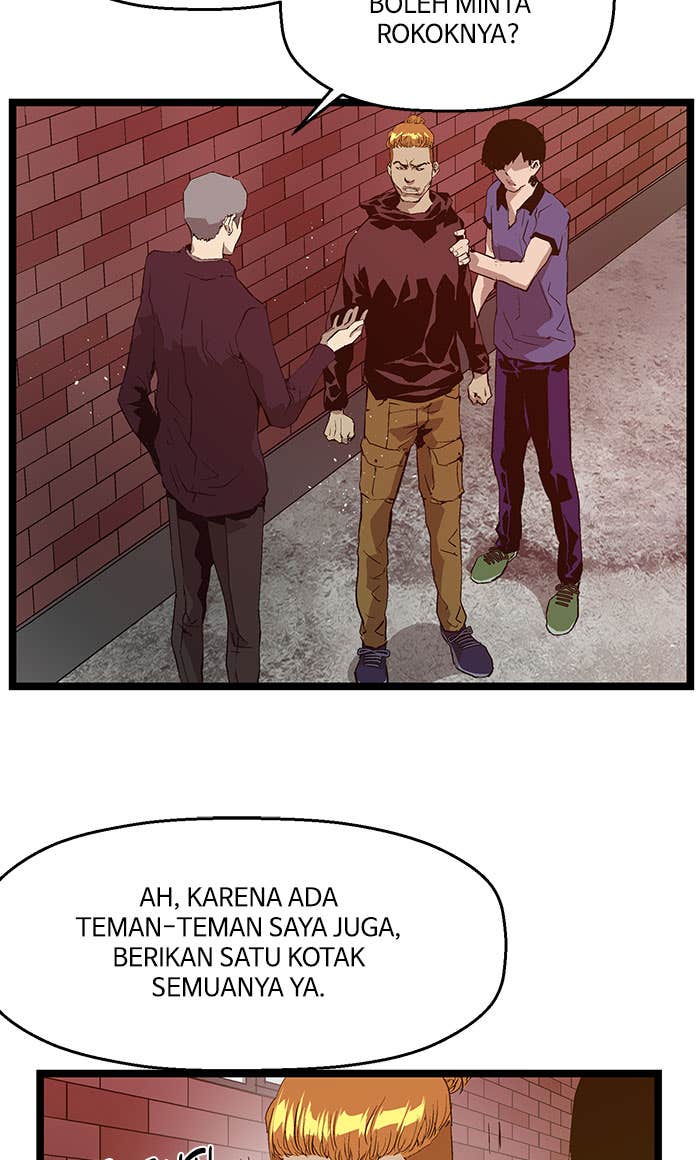 BOLEH MINTA
ROKOKNYA?
AH, KARENA ADA
TEMAN-TEMAN SAYA JUGA,
BERIKAN SATU KOTAK
SEMUANYA YA.